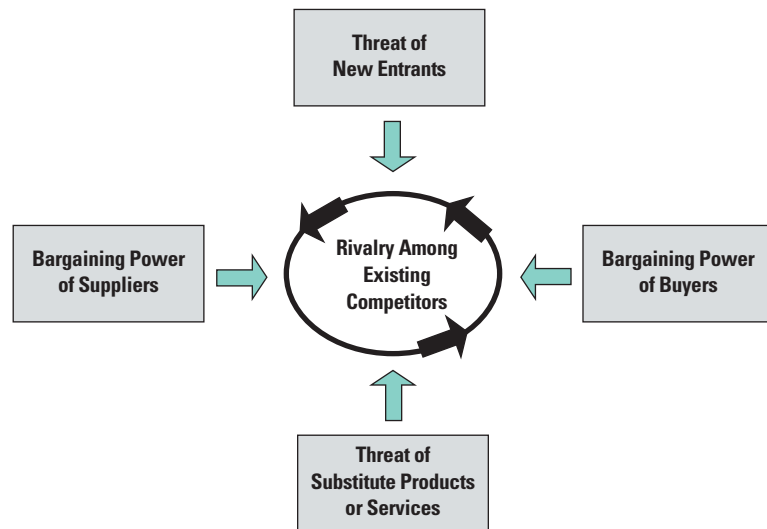 Threat of
New Entrants
Bargaining Power
of Suppliers
Rivalry Among
Existing
Competitors
Bargaining Power
of Buyers
Threat of
Substitute Products
or Services